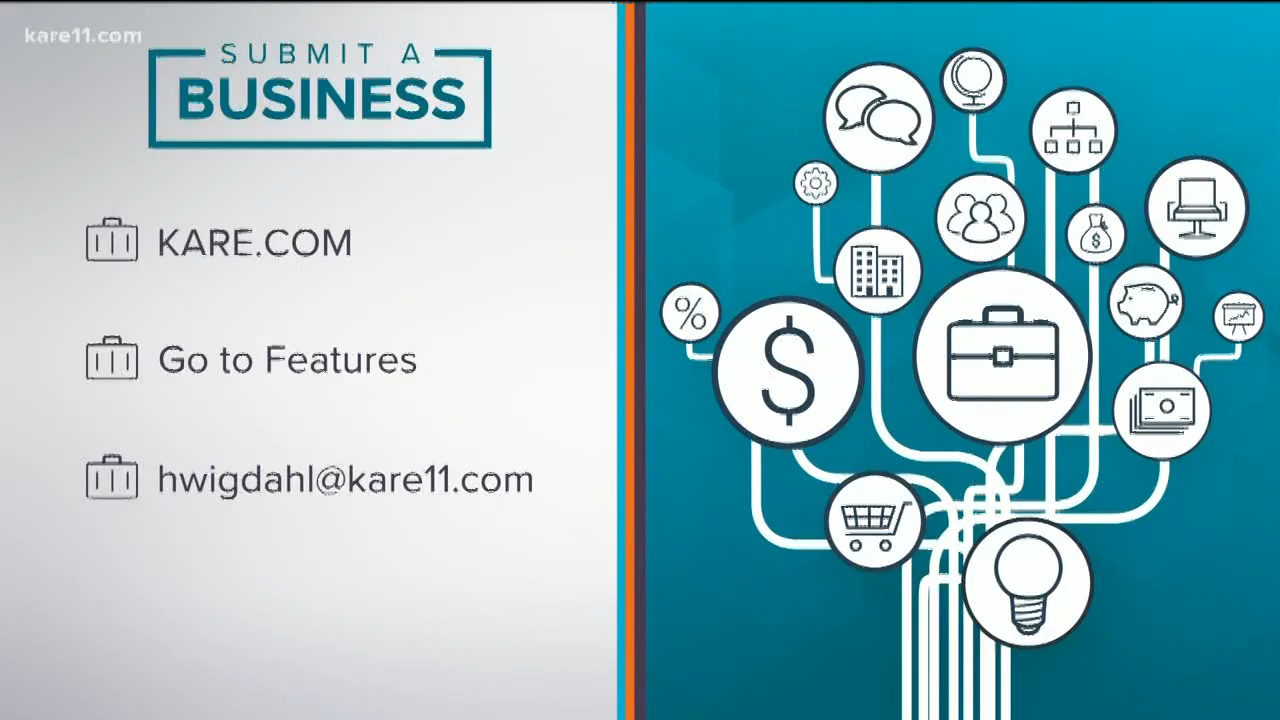 kare11.com
SUBMIT A
BUSINESS
KARE.COM
Go to Features
hwigdahl@kare11.com
%
$
$